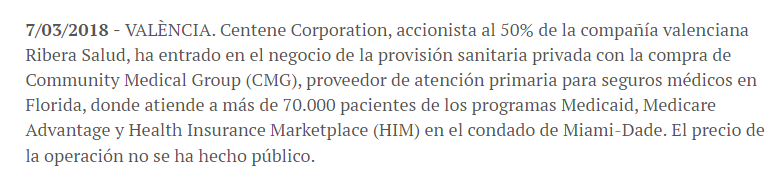 7/03/2018 - VALÈNCIA. Centene Corporation, accionista al 50% de la compañía valenciana
Ribera Salud, ha entrado en el negocio de la provisión sanitaria privada con la compra de
Community Medical Group (CMG), proveedor de atención primaria para seguros médicos en
Florida, donde atiende a más de 70.000 pacientes de los programas Medicaid, Medicare
Advantage y Health Insurance Marketplace (HIM) en el condado de Miami-Dade. El precio de
la operación no se ha hecho público.